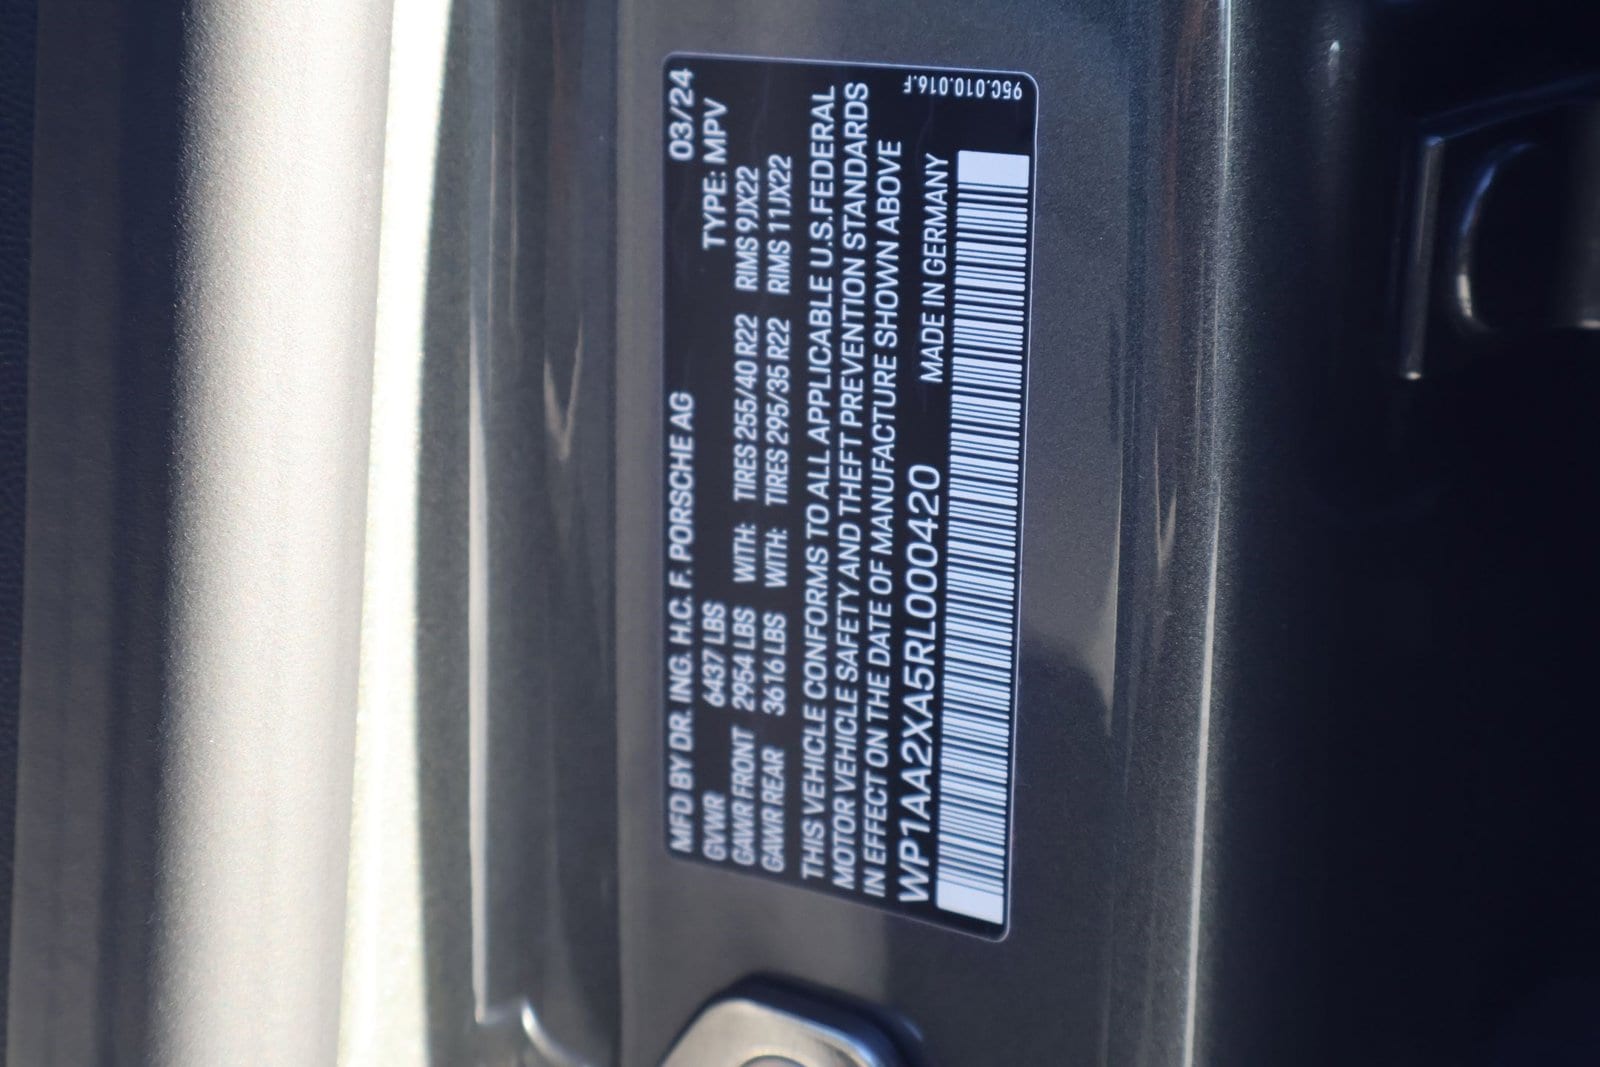 MFD BY DR. ING. H.C. F. PORSCHE AG 03/24
GVWR 6437 LBS TYPE: MPV
GAWR FRONT 2954 LBS WITH: TIRES 255/40 R22 RIMS 9JX22
GAWR REAR 3616 LBS WITH: TIRES 295/35 R22 RIMS 11JX22
THIS VEHICLE CONFORMS TO ALL APPLICABLE U.S. FEDERAL
MOTOR VEHICLE SAFETY AND THEFT PREVENTION STANDARDS
IN EFFECT ON THE DATE OF MANUFACTURE SHOWN ABOVE
WP1AA2XA5RL000420 MADE IN GERMANY
95C.010.016.F